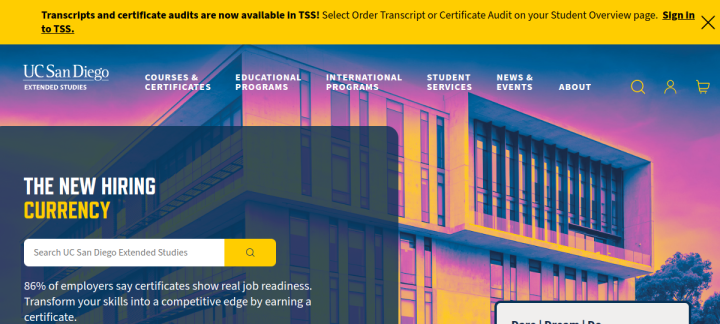 Transcripts and certificate audits are now available in TSS! Select Order Transcript or Certificate Audit on your Student Overview page. Sign in
to TSS.
UC San Diego
EXTENDED STUDIES
COURSES &
CERTIFICATES
EDUCATIONAL
PROGRAMS
INTERNATIONAL
PROGRAMS
STUDENT
SERVICES
NEWS &
EVENTS
ABOUT
THE NEW HIRING
CURRENCY
Search UC San Diego Extended Studies
86% of employers say certificates show real job readiness.
Transform your skills into a competitive edge by earning a
certificate.